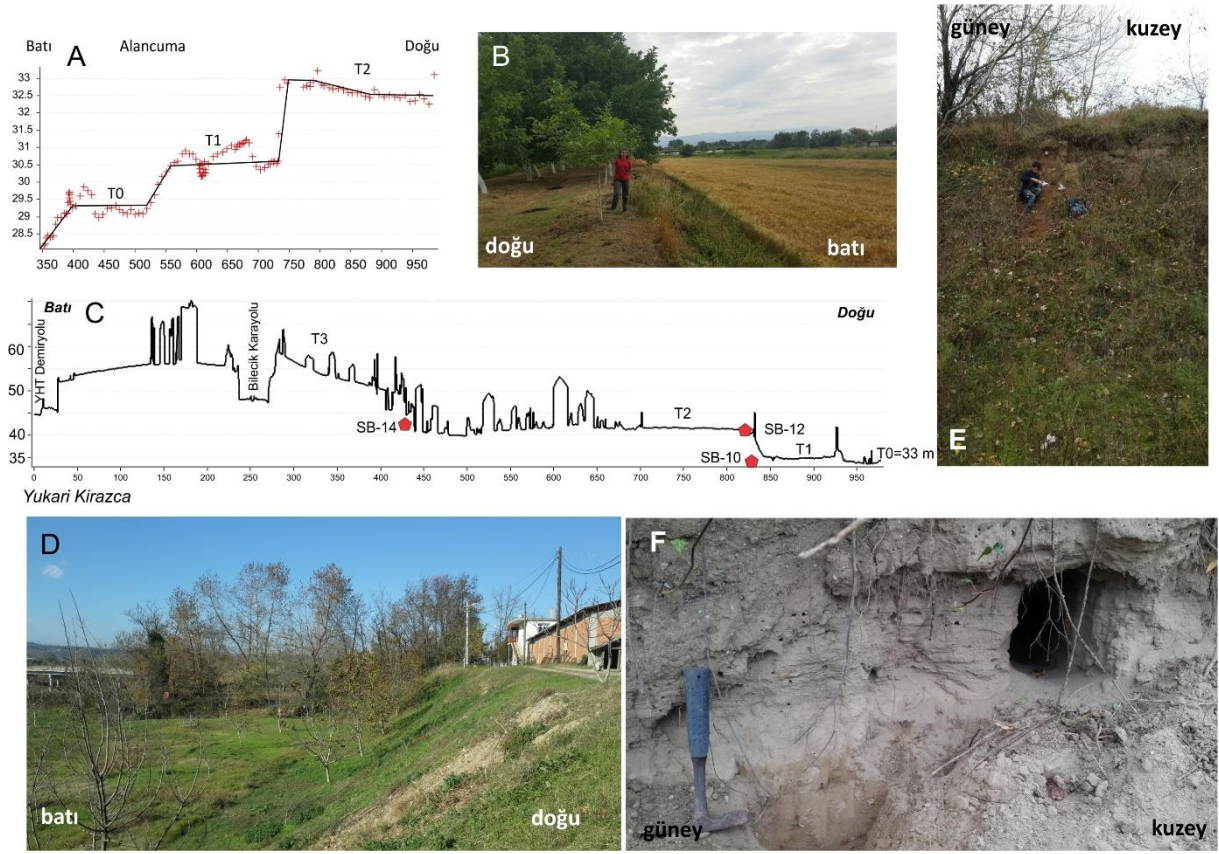 A
Batı Alancuma Doğu
T2
T1
T0
33
32.5
31.5
30.5
29.5
29
28.5
350 400 450 500 550 600 650 700 750 800 850 900 950
B
doğu batı
güney kuzey
E
C
Batı Doğu
YHT Demiryolu
Bilecik Karayolu
T3
60
50
40
35
SB-14
T2
SB-12
SB-10
T1
T0=33 m
0 50 100 150 200 250 300 350 400 450 500 550 600 650 700 750 800 850 900 950
Yukari Kirazca
D
batı doğu
F
güney kuzey